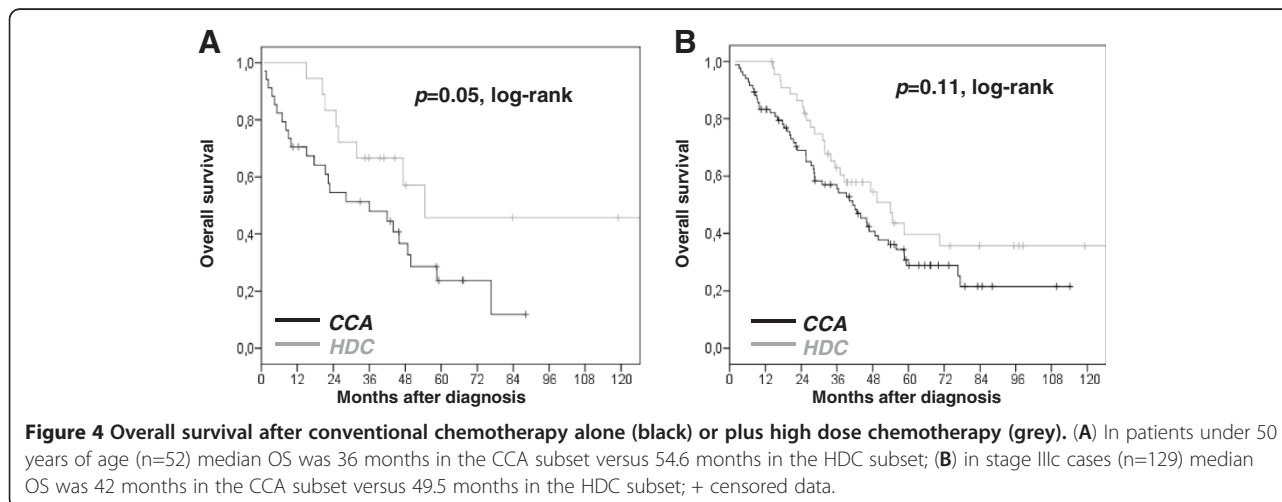 A
1,0
0,8
0,6
0,4
0,2
0,0
Overall survival
p=0.05, log-rank
CCA
HDC
0 12 24 36 48 60 72 84 96 108 120
Months after diagnosis
B
1,0
0,8
0,6
0,4
0,2
0,0
Overall survival
p=0.11, log-rank
CCA
HDC
0 12 24 36 48 60 72 84 96 108 120
Months after diagnosis
Figure 4 Overall survival after conventional chemotherapy alone (black) or plus high dose chemotherapy (grey). (A) In patients under 50
years of age (n=52) median OS was 36 months in the CCA subset versus 54.6 months in the HDC subset; (B) in stage IIIc cases (n=129) median
OS was 42 months in the CCA subset versus 49.5 months in the HDC subset; + censored data.